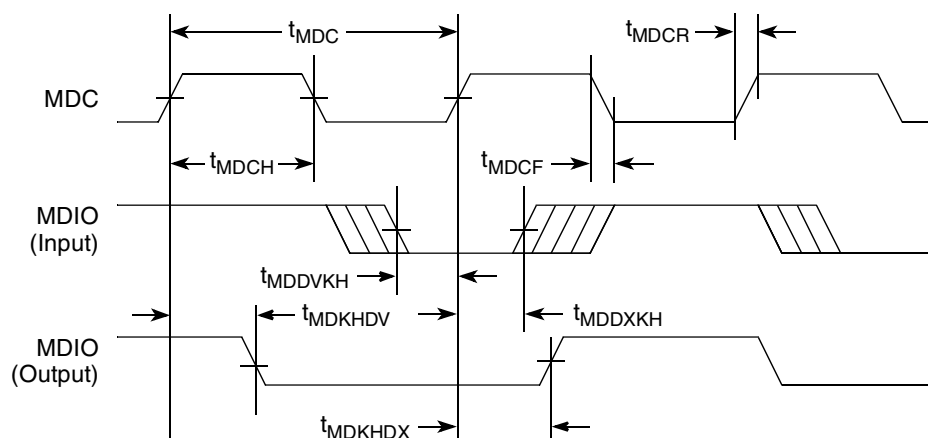 tMDC
tMDCR
MDC
tMDCH
tMDCF
MDIO
(Input)
tMDDVKH
tMDKHDV
tMDDXKH
MDIO
(Output)
tMDKHDX